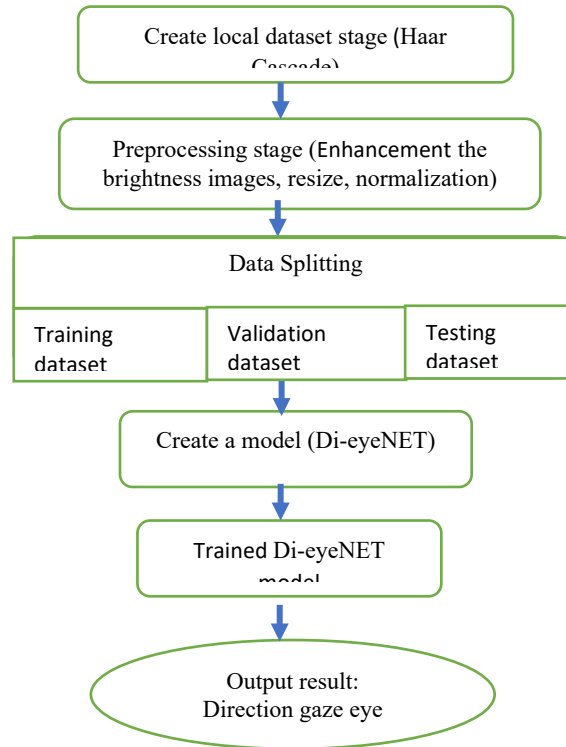 Create local dataset stage (Haar
Cascade)
Preprocessing stage (Enhancement the
brightness images, resize, normalization)
Data Splitting
Training
dataset
Validation
dataset
Testing
dataset
Create a model (Di-eyeNET)
Trained Di-eyeNET
model
Output result:
Direction gaze eye